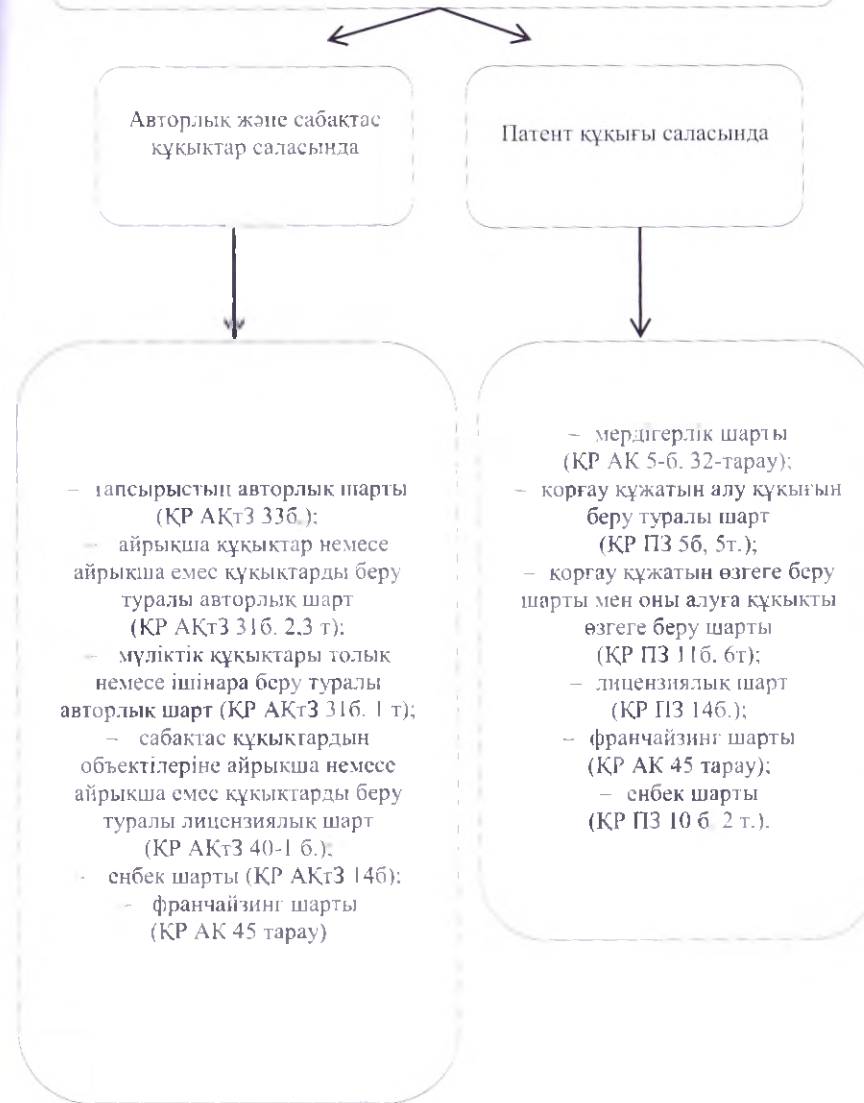 Авторлық және сабақтас
құқықтар саласында
Патент құқығы саласында
– тапсырыстың авторлық шарты
(ҚР АҚтЗ 33б.);
– айрықша құқықтар немесе
айрықша емес құқықтарды беру
туралы авторлық шарт
(ҚР АҚтЗ 31б. 2,3 т);
– мүліктік құқықтары толық
немесе ішінара беру туралы
авторлық шарт (ҚР АҚтЗ 31б. 1 т);
– сабақтас құқықтардың
объектілеріне айрықша немесе
айрықша емес құқықтарды беру
туралы лицензиялық шарт
(ҚР АҚтЗ 40-1 б.);
- еңбек шарты (ҚР АҚтЗ 14б);
- франчайзинг шарты
(ҚР АК 45 тарау)
– мердігерлік шарты
(ҚР АК 5-б. 32-тарау);
– қорғау құжатын алу құқығын
беру туралы шарт
(ҚР ПЗ 5б, 5т.);
– қорғау құжатын өзгеге беру
шарты мен оны алуға құқықты
өзгеге беру шарты
(ҚР ПЗ 11б. 6т);
– лицензиялық шарт
(ҚР ПЗ 14б.);
– франчайзинг шарты
(ҚР АК 45 тарау);
– еңбек шарты
(ҚР ПЗ 10 б. 2 т.).